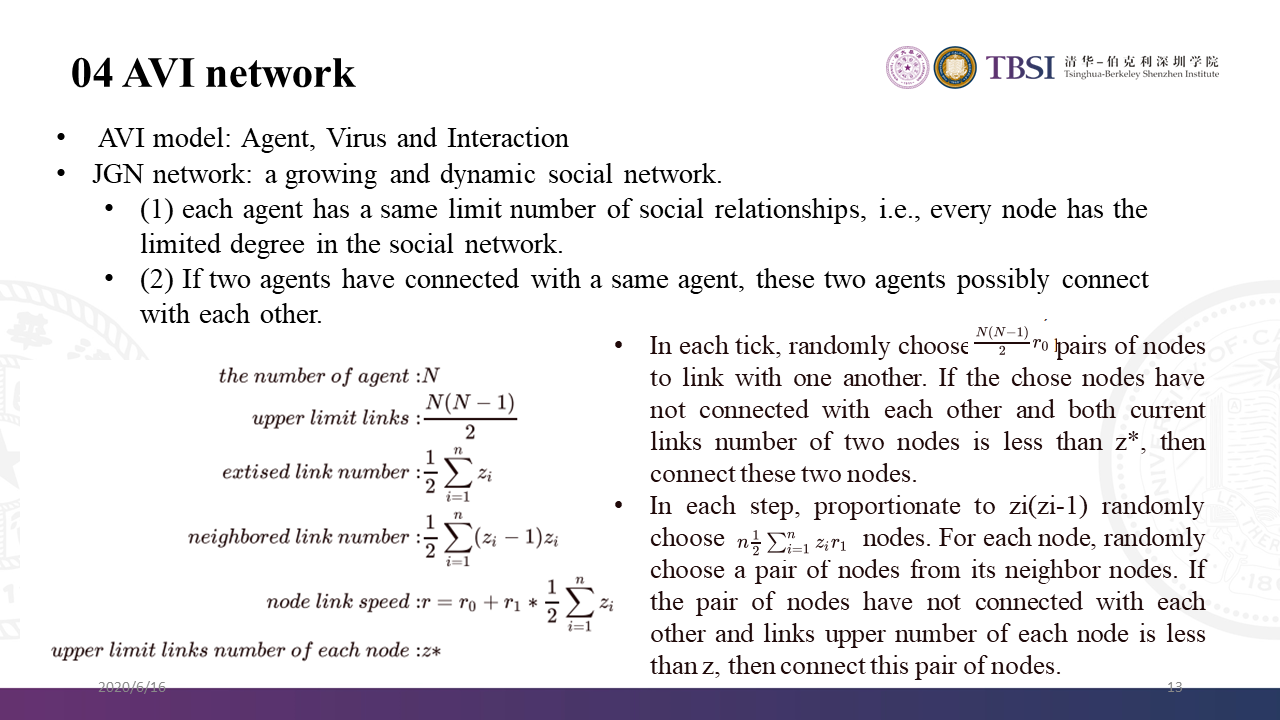 04 AVI network
TBSI 清华-伯克利深圳学院
Tsinghua-Berkeley Shenzhen Institute
• AVI model: Agent, Virus and Interaction
• JGN network: a growing and dynamic social network.
• (1) each agent has a same limit number of social relationships, i.e., every node has the
limited degree in the social network.
• (2) If two agents have connected with a same agent, these two agents possibly connect
with each other.
the number of agent :N
upper limit links : N(N − 1)/2
extised link number : 1/2 ∑_{i=1}^{n} z_i
neighbored link number : 1/2 ∑_{i=1}^{n} (z_i − 1)z_i
node link speed :r = r_0 + r_1 * 1/2 ∑_{i=1}^{n} z_i
upper limit links number of each node :z*
• In each tick, randomly choose N(N−1)/2 r_0 pairs of nodes
to link with one another. If the chose nodes have
not connected with each other and both current
links number of two nodes is less than z*, then
connect these two nodes.
• In each step, proportionate to zi(zi-1) randomly
choose n 1/2 ∑_{i=1}^{n} z_i r_1 nodes. For each node, randomly
choose a pair of nodes from its neighbor nodes. If
the pair of nodes have not connected with each
other and links upper number of each node is less
than z, then connect this pair of nodes.
2020/6/16
13